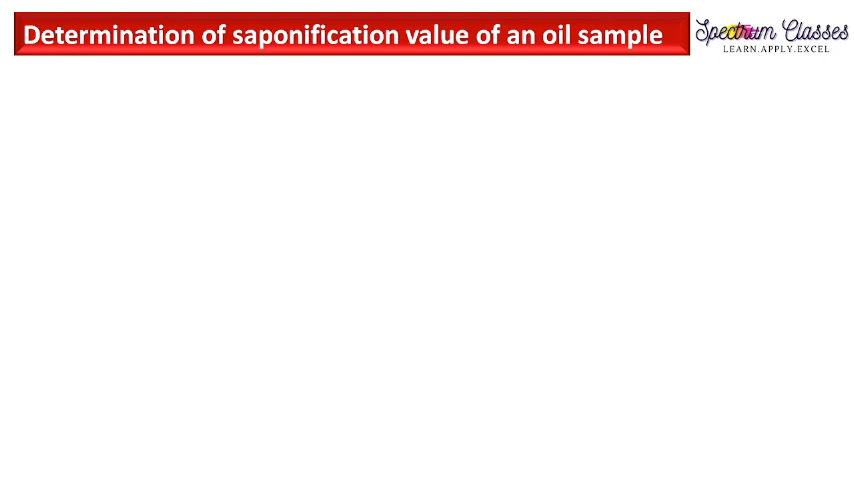 Determination of saponification value of an oil sample
Spectrum Classes
LEARN.APPLY.EXCEL